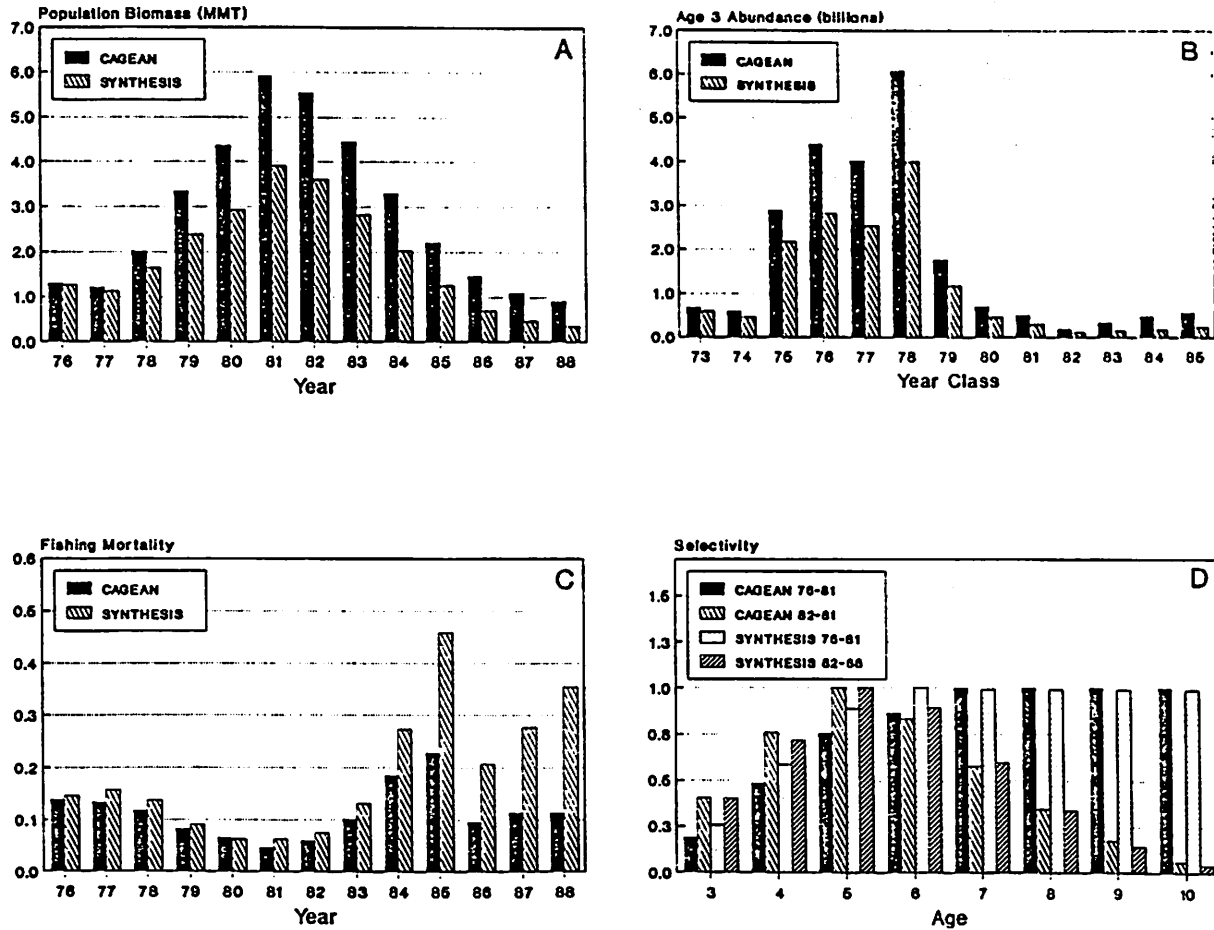 Population Biomass (MMT)
A
7.0
6.0
5.0
4.0
3.0
2.0
1.0
0.0
CAGEAN
SYNTHESIS
76 77 78 79 80 81 82 83 84 85 86 87 88
Year
Age 3 Abundance (billions)
B
7.0
6.0
5.0
4.0
3.0
2.0
1.0
0.0
CAGEAN
SYNTHESIS
73 74 75 76 77 78 79 80 81 82 83 84 85
Year Class
Fishing Mortality
C
0.6
0.5
0.4
0.3
0.2
0.1
0.0
CAGEAN
SYNTHESIS
76 77 78 79 80 81 82 83 84 85 86 87 88
Year
Selectivity
D
1.5
1.3
1.0
0.8
0.5
0.3
0.0
CAGEAN 76-81
CAGEAN 82-81
SYNTHESIS 76-81
SYNTHESIS 82-88
3 4 5 6 7 8 9 10
Age